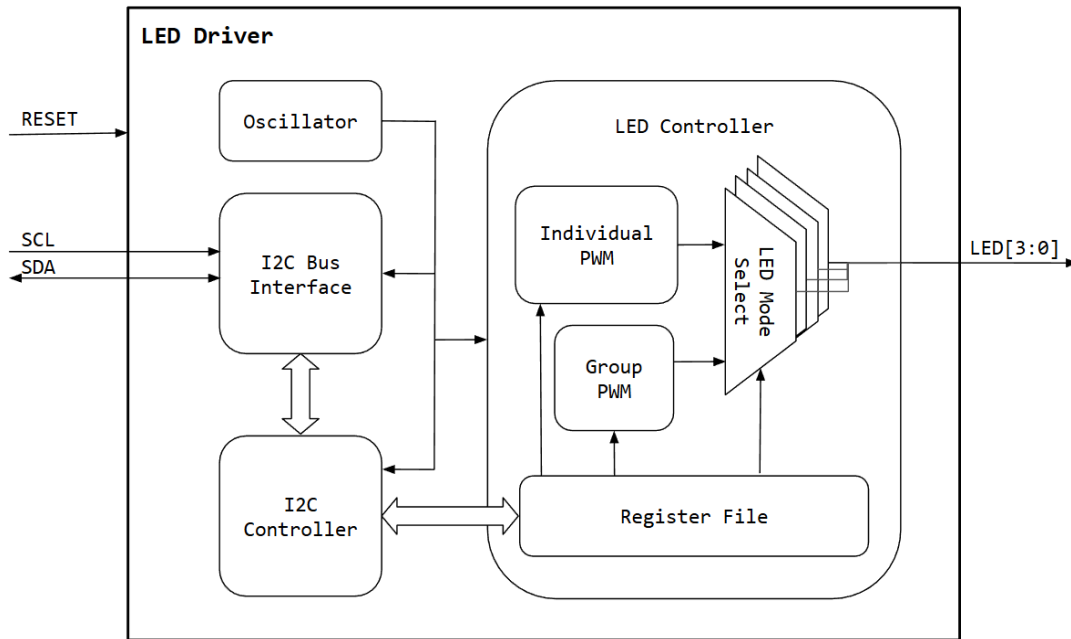 LED Driver
RESET
Oscillator
LED Controller
SCL
SDA
I2C Bus
Interface
Individual
PWM
LED Mode
Select
LED[3:0]
Group
PWM
I2C
Controller
Register File